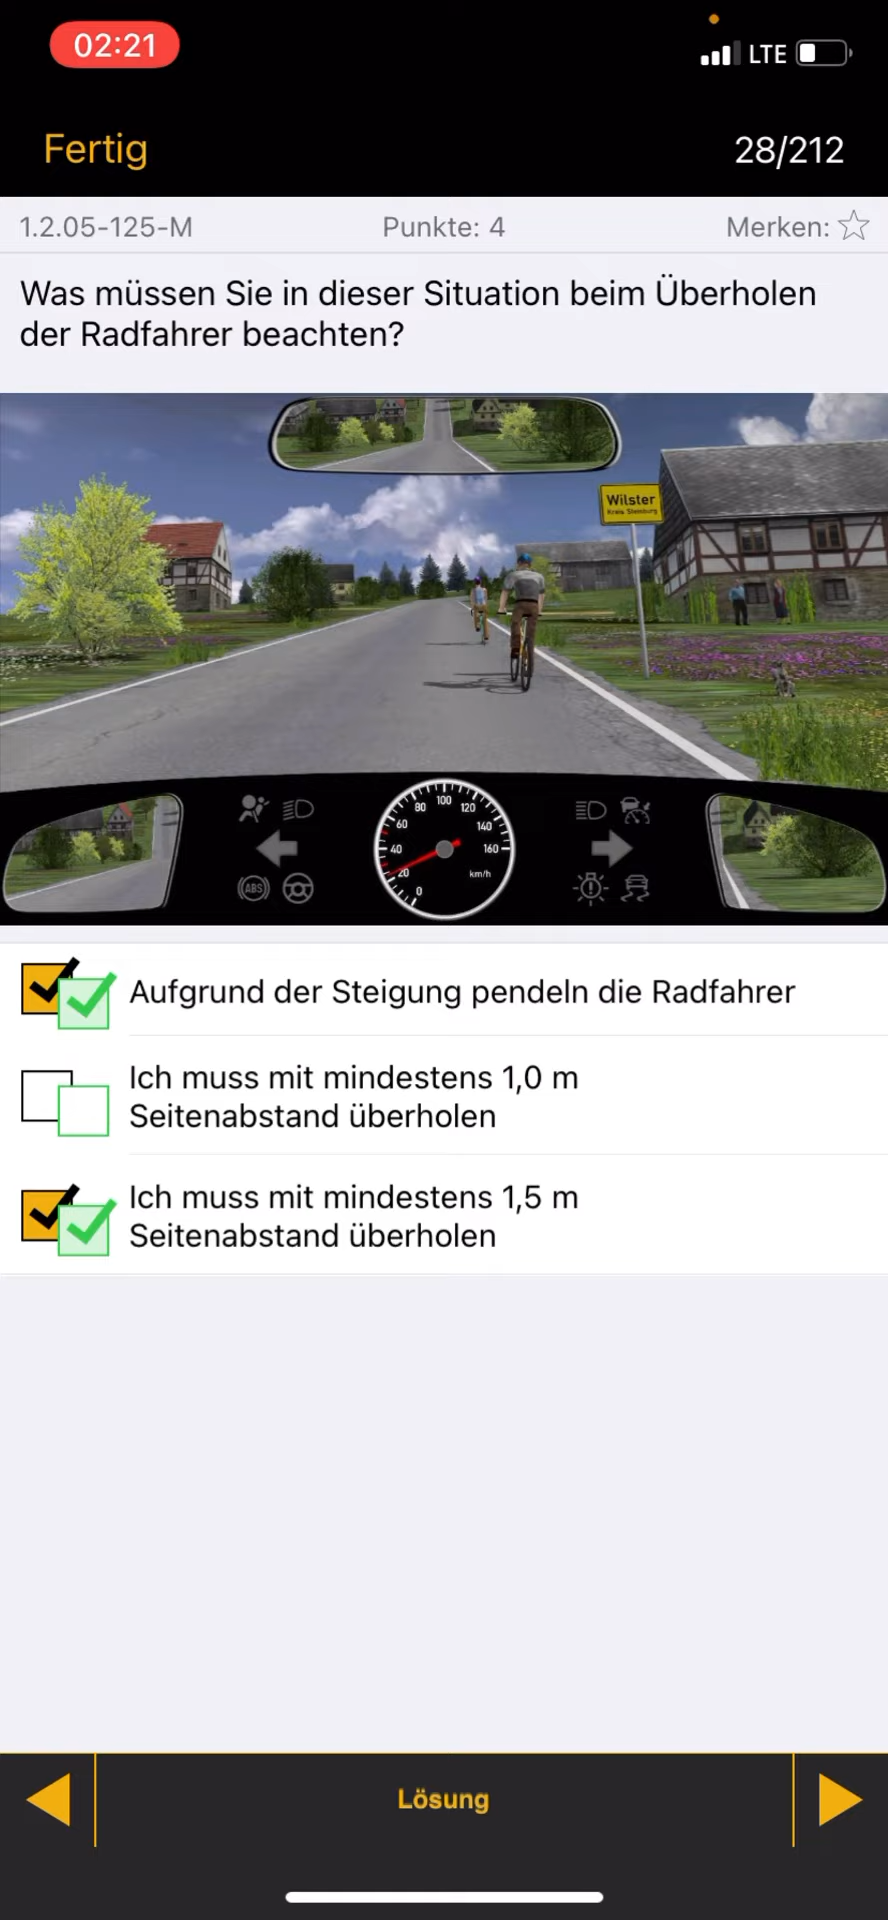 02:21
LTE
Fertig
28/212
1.2.05-125-M
Punkte: 4
Merken:
Was müssen Sie in dieser Situation beim Überholen
der Radfahrer beachten?
Wilster
Kreis Steinburg
0
20
40
60
80
100
120
140
160
km/h
ABS
Aufgrund der Steigung pendeln die Radfahrer
Ich muss mit mindestens 1,0 m
Seitenabstand überholen
Ich muss mit mindestens 1,5 m
Seitenabstand überholen
Lösung